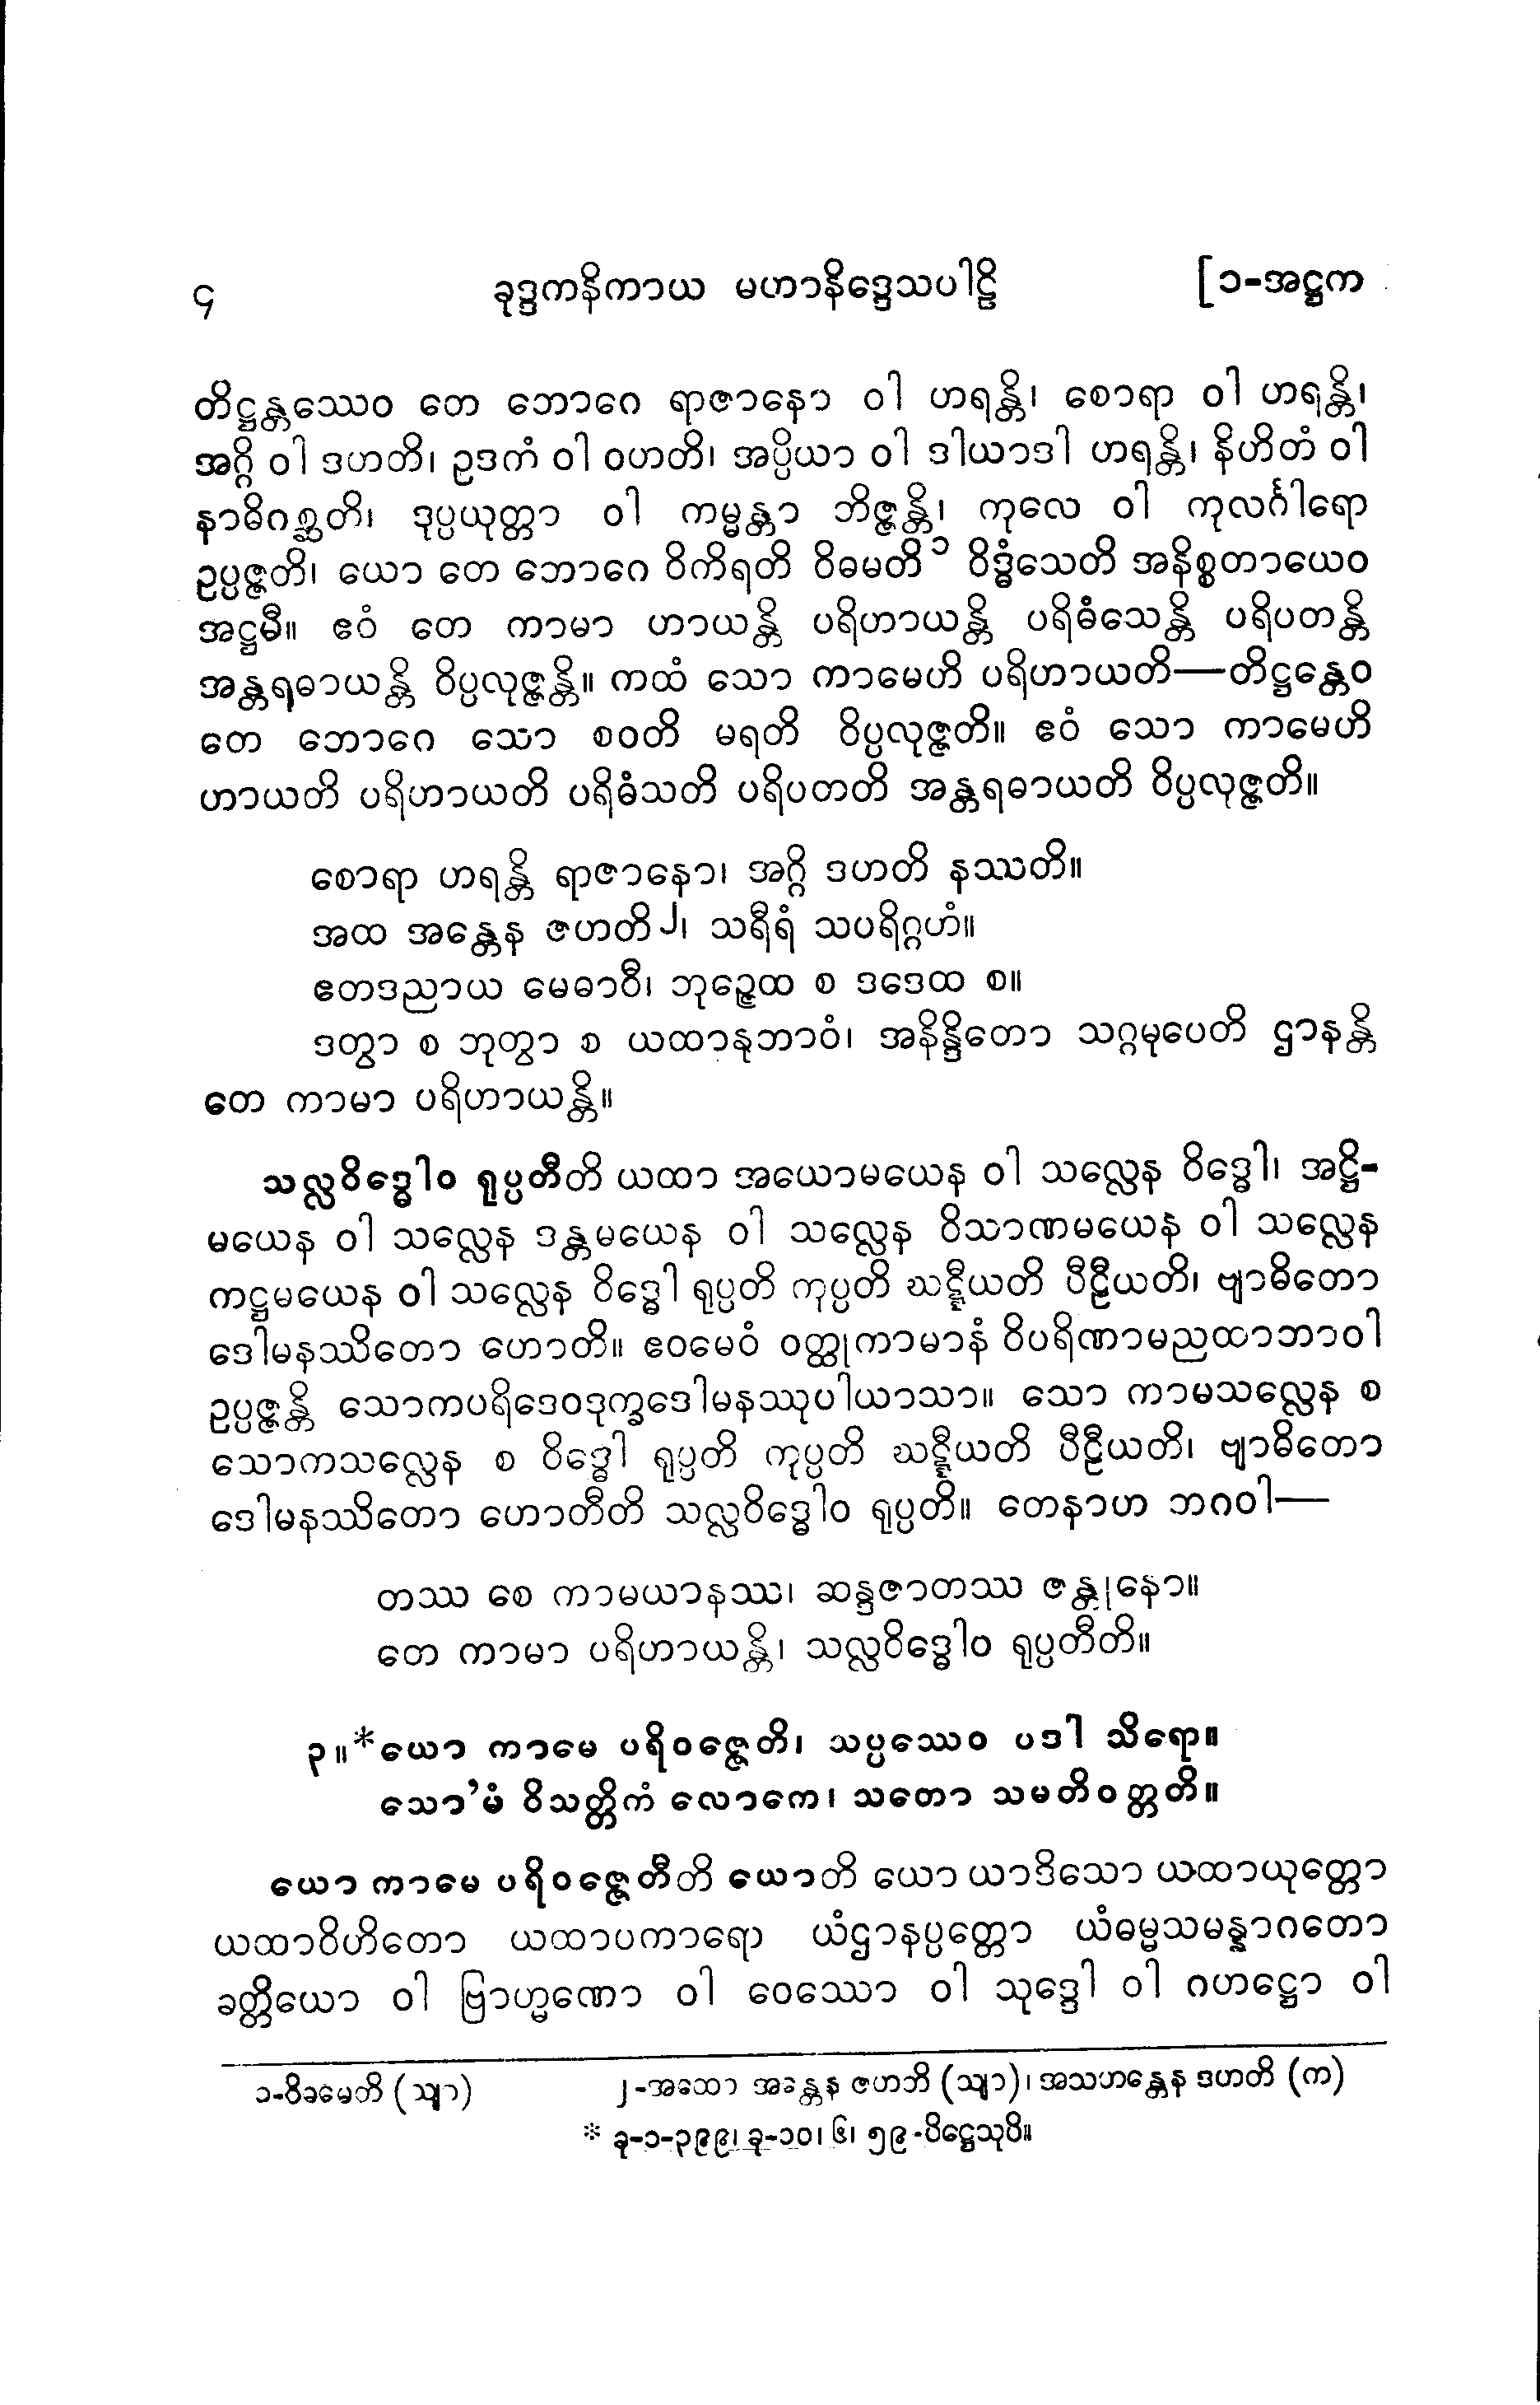 ၄ ခုဒ္ဒကနိကာယ မဟာနိဒ္ဒေသပါဠိ [၁-အဋ္ဌက
တိဋ္ဌန္တဿေဝ တေ ဘောဂေ ရာဇာနော ဝါ ဟရန္တိ၊ စောရာ ဝါ ဟရန္တိ၊
အဂ္ဂိ ဝါ ဒဟတိ၊ ဥဒကံ ဝါ ဝဟတိ၊ အပ္ပိယာ ဝါ ဒါယာဒါ ဟရန္တိ၊ နိဟိတံ ဝါ
နာဓိဂစ္ဆတိ၊ ဒုပ္ပယုတ္တာ ဝါ ကမ္မန္တာ ဘိဇ္ဇန္တိ၊ ကုလေ ဝါ ကုလင်္ဂါရော
ဥပ္ပဇ္ဇတိ၊ ယော တေ ဘောဂေ ဝိကိရတိ ဝိဓမတိ ၁ ဝိဒ္ဓံသေတိ အနိစ္စတာယေဝ
အဋ္ဌမီ။ ဧဝံ တေ ကာမာ ဟာယန္တိ ပရိဟာယန္တိ ပရိဓံသေန္တိ ပရိပတန္တိ
အန္တရဓာယန္တိ ဝိပ္ပလုဇ္ဇန္တိ။ ကထံ သော ကာမေဟိ ပရိဟာယတိ—တိဋ္ဌန္တေဝ
တေ ဘောဂေ သော စဝတိ မရတိ ဝိပ္ပလုဇ္ဇတိ။ ဧဝံ သော ကာမေဟိ
ဟာယတိ ပရိဟာယတိ ပရိဓံသတိ ပရိပတတိ အန္တရဓာယတိ ဝိပ္ပလုဇ္ဇတိ။
စောရာ ဟရန္တိ ရာဇာနော၊ အဂ္ဂိ ဒဟတိ နဿတိ။
အထ အန္တေန ဇဟတိ ၂၊ သရီရံ သပရိဂ္ဂဟံ။
ဧတဒညာယ မေဓာဝီ၊ ဘုဉ္ဇေထ စ ဒဒေထ စ။
ဒတွာ စ ဘုတွာ စ ယထာနုဘာဝံ၊ အနိန္ဒိတော သဂ္ဂမုပေတိ ဌာနန္တိ
တေ ကာမာ ပရိဟာယန္တိ။
သလ္လဝိဒ္ဓေါဝ ရုပ္ပတီတိ ယထာ အယောမယေန ဝါ သလ္လေန ဝိဒ္ဓေါ၊ အဋ္ဌိ-
မယေန ဝါ သလ္လေန ဒန္တမယေန ဝါ သလ္လေန ဝိသာဏမယေန ဝါ သလ္လေန
ကဋ္ဌမယေန ဝါ သလ္လေန ဝိဒ္ဓေါ ရုပ္ပတိ ကုပ္ပတိ ဃဋ္ဋီယတိ ပီဠီယတိ၊ ဗျာဓိတော
ဒေါမနဿိတော ဟောတိ။ ဧဝမေဝံ ဝတ္ထုကာမာနံ ဝိပရိဏာမညထာဘာဝါ
ဥပ္ပဇ္ဇန္တိ သောကပရိဒေဝဒုက္ခဒေါမနဿုပါယာသာ။ သော ကာမသလ္လေန စ
သောကသလ္လေန စ ဝိဒ္ဓေါ ရုပ္ပတိ ကုပ္ပတိ ဃဋ္ဋီယတိ ပီဠီယတိ၊ ဗျာဓိတော
ဒေါမနဿိတော ဟောတီတိ သလ္လဝိဒ္ဓေါဝ ရုပ္ပတိ။ တေနာဟ ဘဂဝါ—
တဿ စေ ကာမယာနဿ၊ ဆန္ဒဇာတဿ ဇန္တုနော။
တေ ကာမာ ပရိဟာယန္တိ၊ သလ္လဝိဒ္ဓေါဝ ရုပ္ပတီတိ။
၃။ *ယော ကာမေ ပရိဝဇ္ဇေတိ၊ သပ္ပဿေဝ ပဒါ သိရော။
သော’မံ ဝိသတ္တိကံ လောကေ၊ သတော သမတိဝတ္တတိ။
ယော ကာမေ ပရိဝဇ္ဇေတီတိ ယောတိ ယော ယာဒိသော ယထာယုတ္တော
ယထာဝိဟိတော ယထာပကာရော ယံဌာနပ္ပတ္တော ယံဓမ္မသမန္နာဂတော
ခတ္တိယော ဝါ ဗြာဟ္မဏော ဝါ ဝေဿော ဝါ သုဒ္ဒေါ ဝါ ဂဟဋ္ဌော ဝါ
၁-ဝိခမေတိ (သျာ) ၂-အထော အန္တေန ဇဟတိ (သျာ)၊ အသဟန္တေန ဒဟတိ (က)
* ခု-၁-၃၉၉၊ ခု-၁၀၊ ၆၊ ၅၉-ပိဋ္ဌေသုပိ။